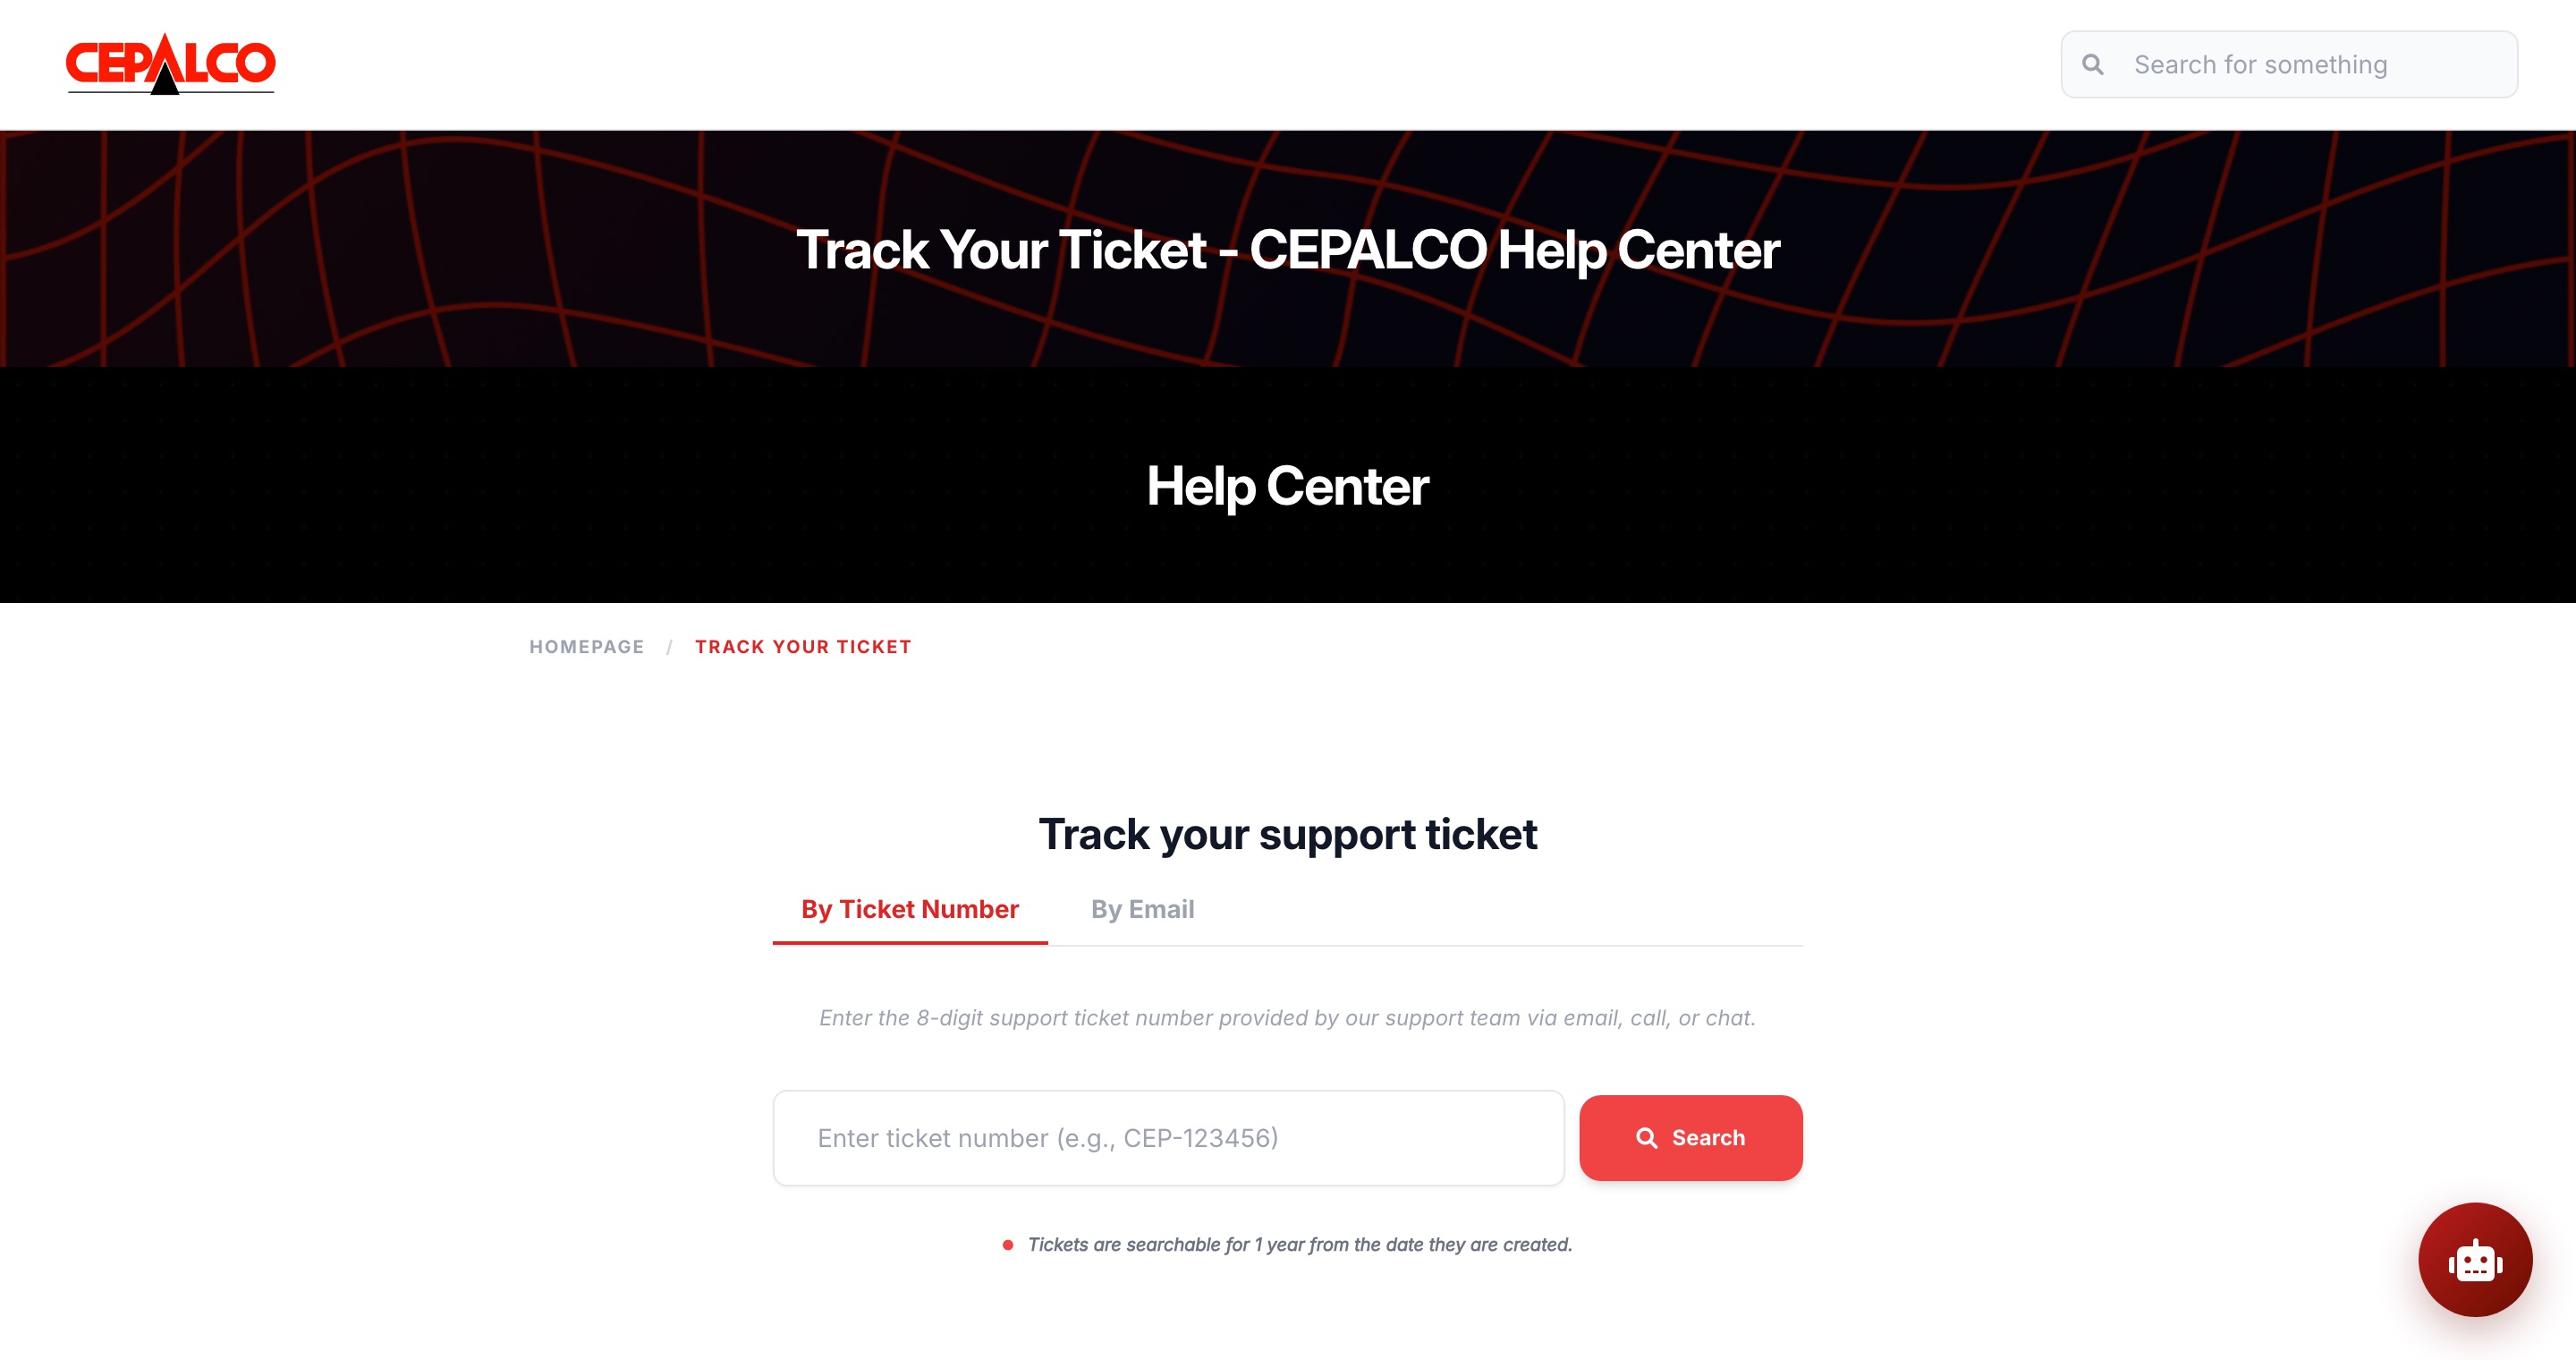 CEPALCO
Search for something
Track Your Ticket - CEPALCO Help Center
Help Center
HOMEPAGE / TRACK YOUR TICKET
Track your support ticket
By Ticket Number
By Email
Enter the 8-digit support ticket number provided by our support team via email, call, or chat.
Enter ticket number (e.g., CEP-123456)
Search
Tickets are searchable for 1 year from the date they are created.